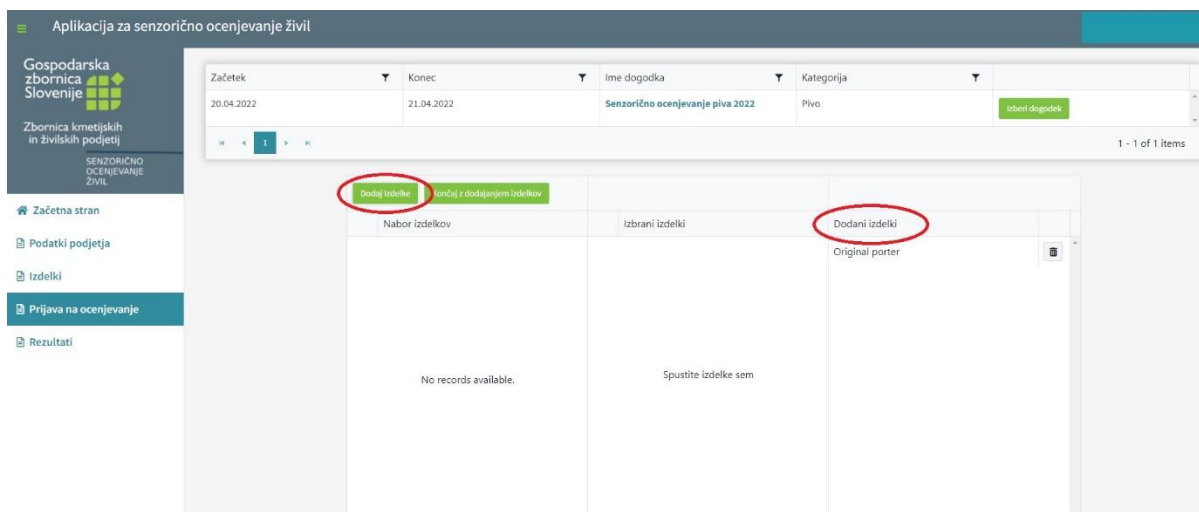 Aplikacija za senzorično ocenjevanje živil
Gospodarska
zbornica
Slovenije
Zbornica kmetijskih
in živilskih podjetij
SENZORIČNO
OCENJEVANJE
ŽIVIL
Začetna stran
Podatki podjetja
Izdelki
Prijava na ocenjevanje
Rezultati
Začetek Konec Ime dogodka Kategorija
20.04.2022 21.04.2022 Senzorično ocenjevanje piva 2022 Pivo Izberi dogodek
1 1 - 1 of 1 items
Dodaj izdelke Končaj z dodajanjem izdelkov
Nabor izdelkov Izbrani izdelki Dodani izdelki
Original porter
No records available. Spustite izdelke sem